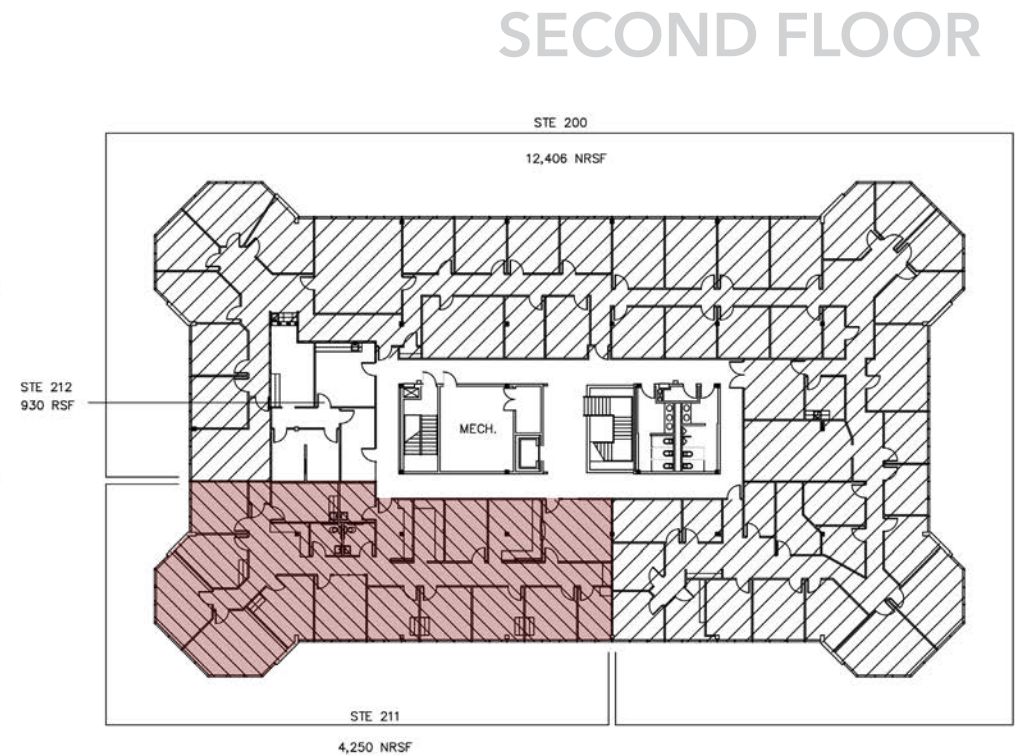 SECOND FLOOR
STE 200
12,406 NRSF
STE 212
930 RSF
MECH.
STE 211
4,250 NRSF